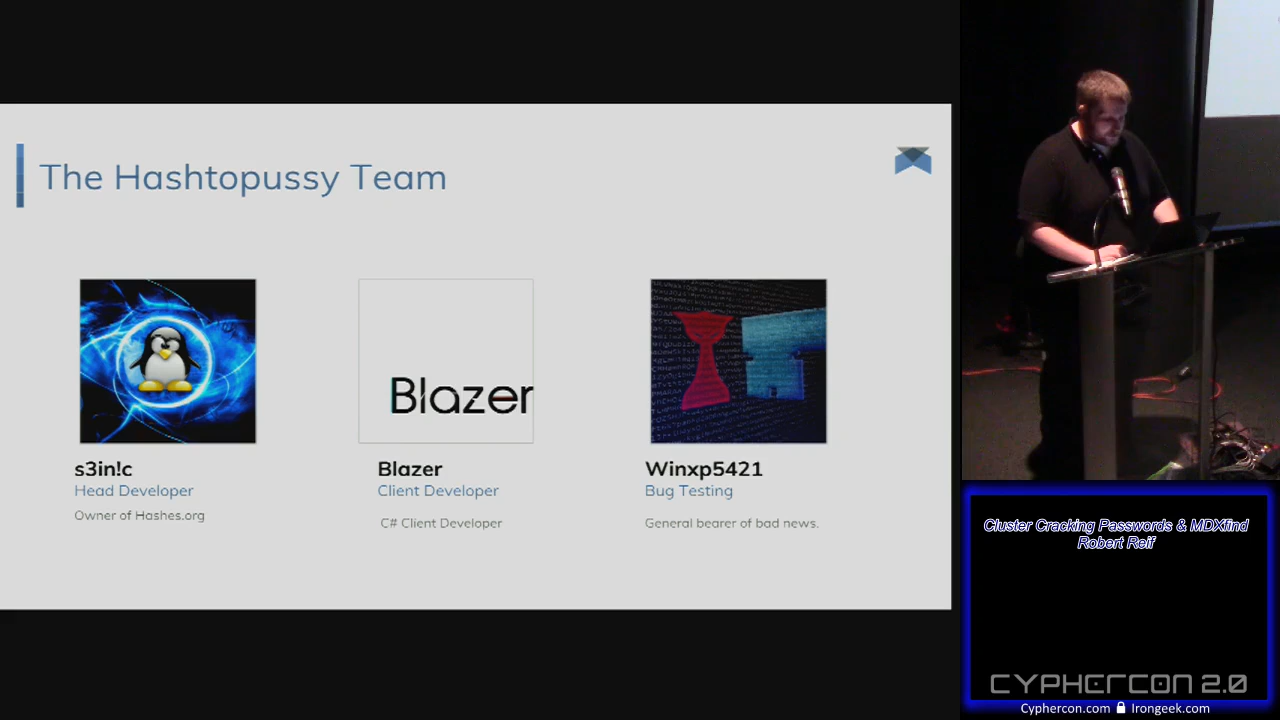 The Hashtopussy Team
Blazer
s3in!c
Head Developer
Owner of Hashes.org
Blazer
Client Developer
C# Client Developer
Winxp5421
Bug Testing
General bearer of bad news.
Cluster Cracking Passwords & MDXfind
Robert Reif
CYPHERCON 2.0
Cyphercon.com Irongeek.com